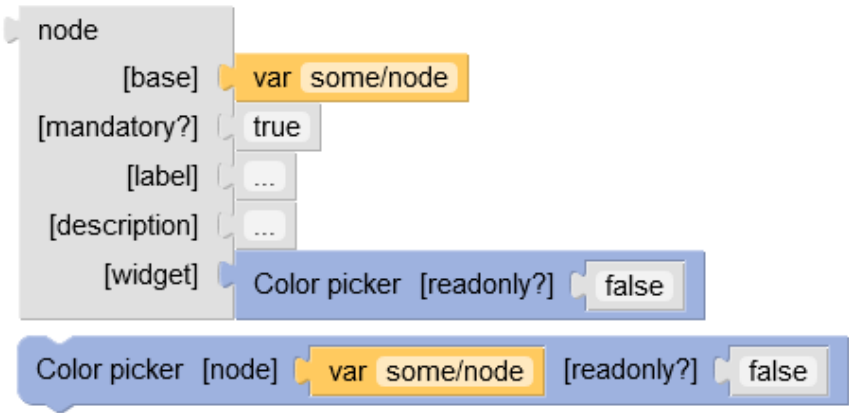 node
[base] var some/node
[mandatory?] true
[label] ...
[description] ...
[widget] Color picker [readonly?] false
Color picker [node] var some/node [readonly?] false